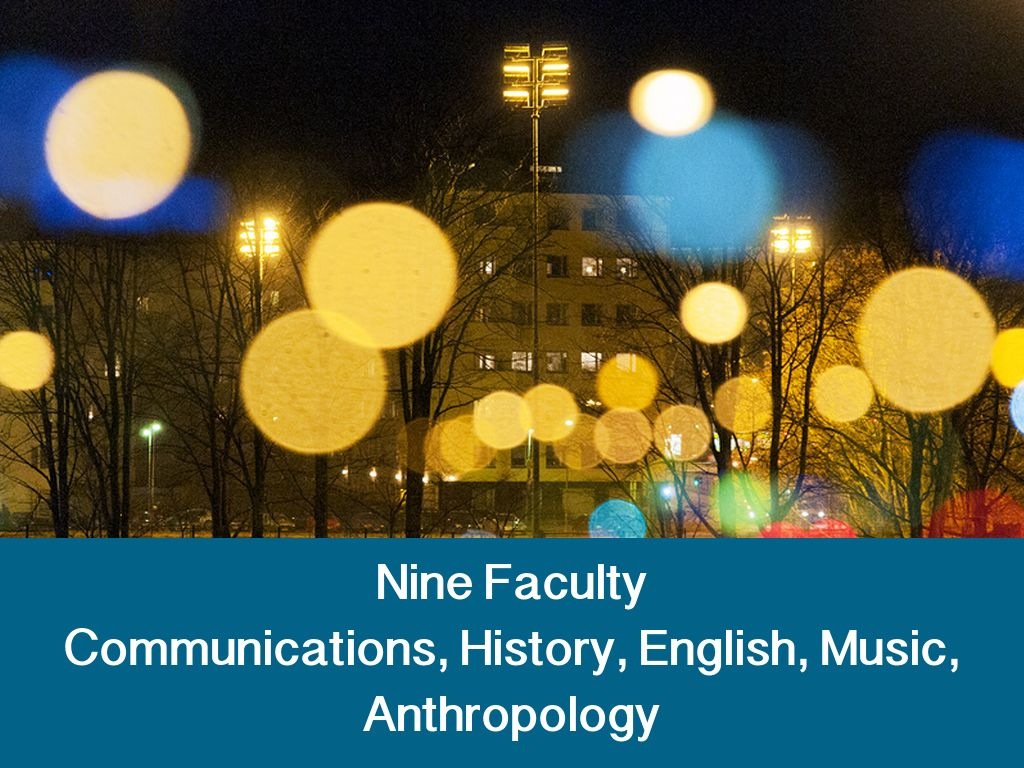 Nine Faculty
Communications, History, English, Music,
Anthropology